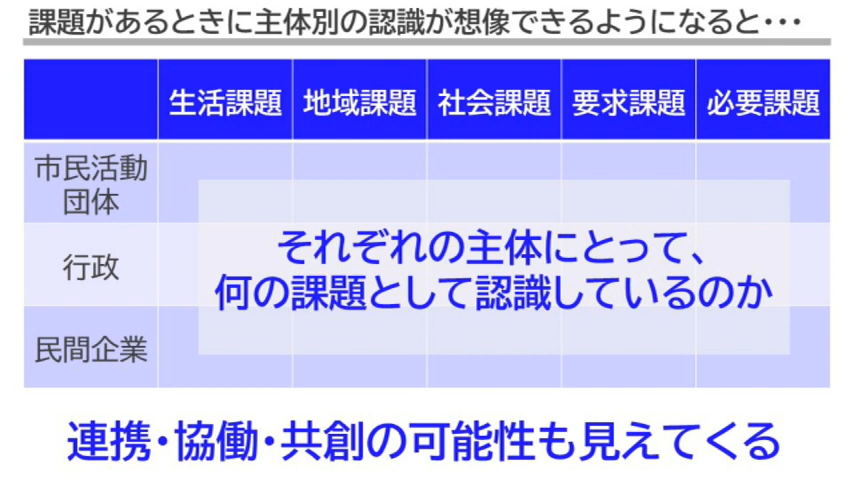 課題があるときに主体別の認識が想像できるようになると・・・
生活課題 地域課題 社会課題 要求課題 必要課題
市民活動
団体
行政
民間企業
それぞれの主体にとって、
何の課題として認識しているのか
連携・協働・共創の可能性も見えてくる